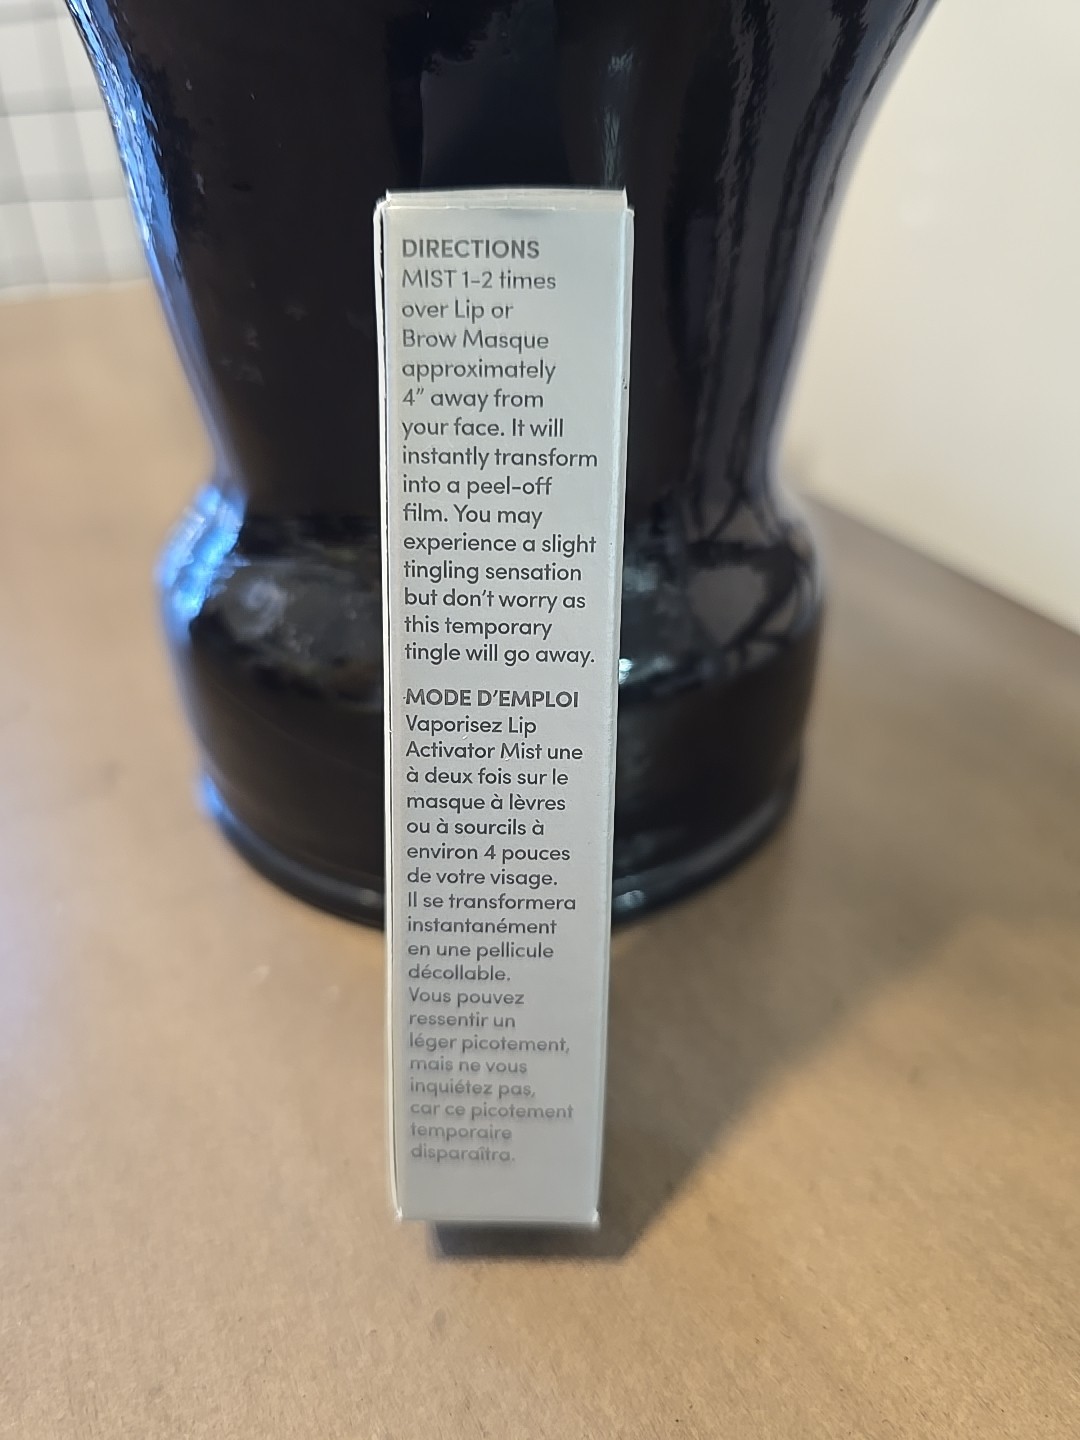 DIRECTIONS
MIST 1-2 times
over Lip or
Brow Masque
approximately
4" away from
your face. It will
instantly transform
into a peel-off
film. You may
experience a slight
tingling sensation
but don't worry as
this temporary
tingle will go away.
MODE D'EMPLOI
Vaporisez Lip
Activator Mist une
à deux fois sur le
masque à lèvres
ou à sourcils à
environ 4 pouces
de votre visage.
Il se transformera
instantanément
en une pellicule
décollable.
Vous pouvez
ressentir un
léger picotement,
mais ne vous
inquiétez pas,
car ce picotement
temporaire
disparaîtra.